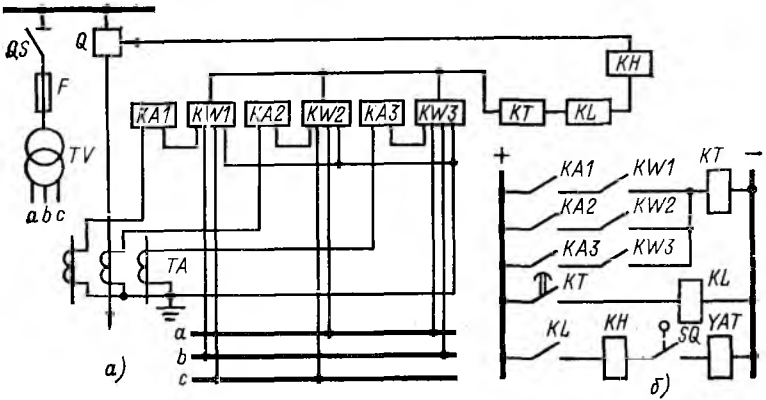 QS
Q
F
TV
a b c
KA1 KW1 KA2 KW2 KA3 KW3
KT KL
KH
TA
a
b
c
а)
+ −
KA1 KW1 KT
KA2 KW2
KA3 KW3
KT KL
KL KH SQ YAT
б)